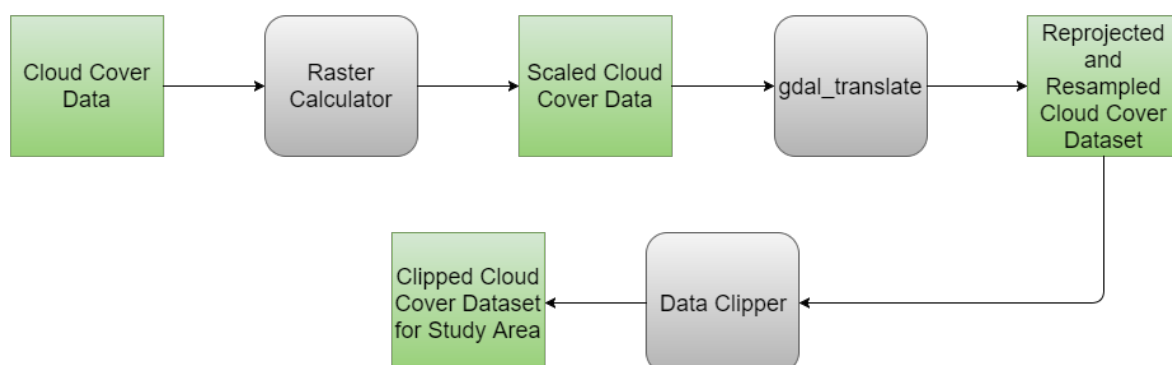 Cloud Cover
Data
Raster
Calculator
Scaled Cloud
Cover Data
gdal_translate
Reprojected
and
Resampled
Cloud Cover
Dataset
Clipped Cloud
Cover Dataset
for Study Area
Data Clipper